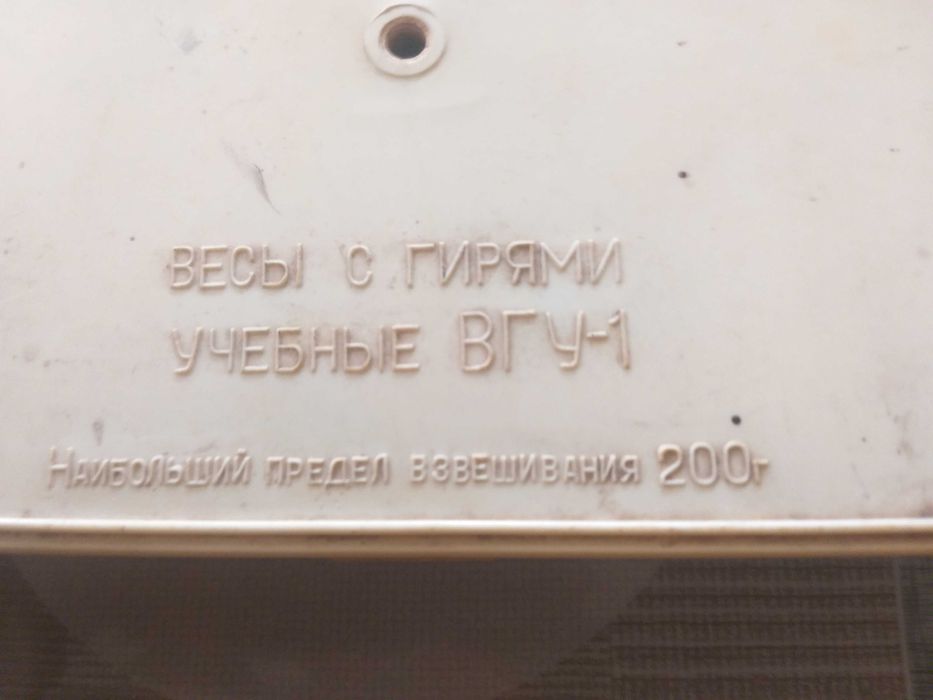 ВЕСЫ С ГИРЯМИ
УЧЕБНЫЕ ВГУ-1
Наибольший предел взвешивания 200г